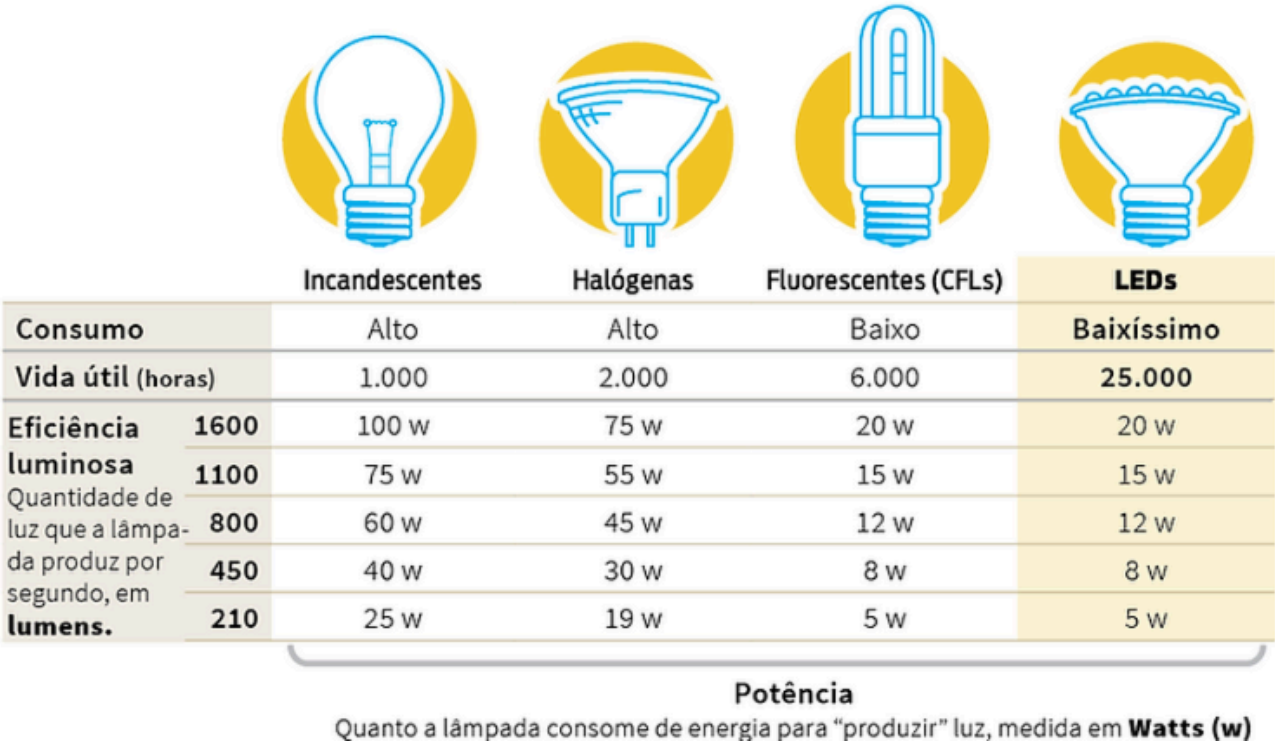 Incandescentes Halógenas Fluorescentes (CFLs) LEDs
Consumo Alto Alto Baixo Baixíssimo
Vida útil (horas) 1.000 2.000 6.000 25.000
Eficiência
luminosa
Quantidade de
luz que a lâmpa-
da produz por
segundo, em
lumens.
1600 100 w 75 w 20 w 20 w
1100 75 w 55 w 15 w 15 w
800 60 w 45 w 12 w 12 w
450 40 w 30 w 8 w 8 w
210 25 w 19 w 5 w 5 w
Potência
Quanto a lâmpada consome de energia para “produzir” luz, medida em Watts (w)